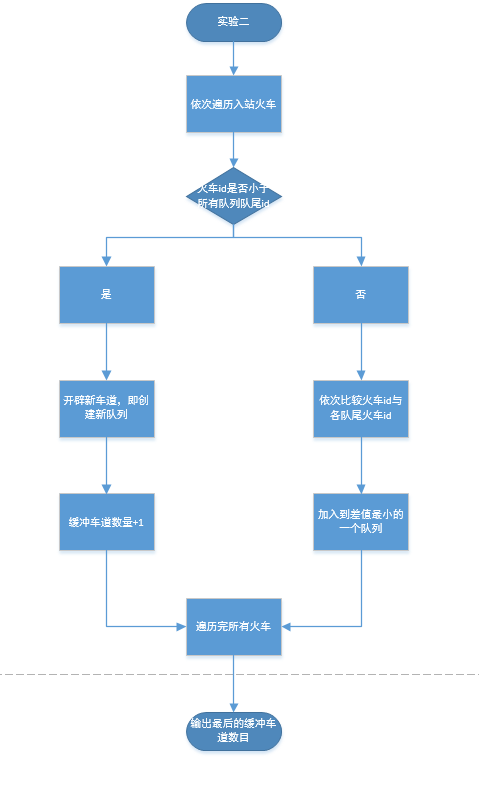 实验二
依次遍历入站火车
火车id是否小于
所有队列队尾id
是
否
开辟新车道，即创
建新队列
依次比较火车id与
各队尾火车id
缓冲车道数量+1
加入到差值最小的
一个队列
遍历完所有火车
输出最后的缓冲车
道数目